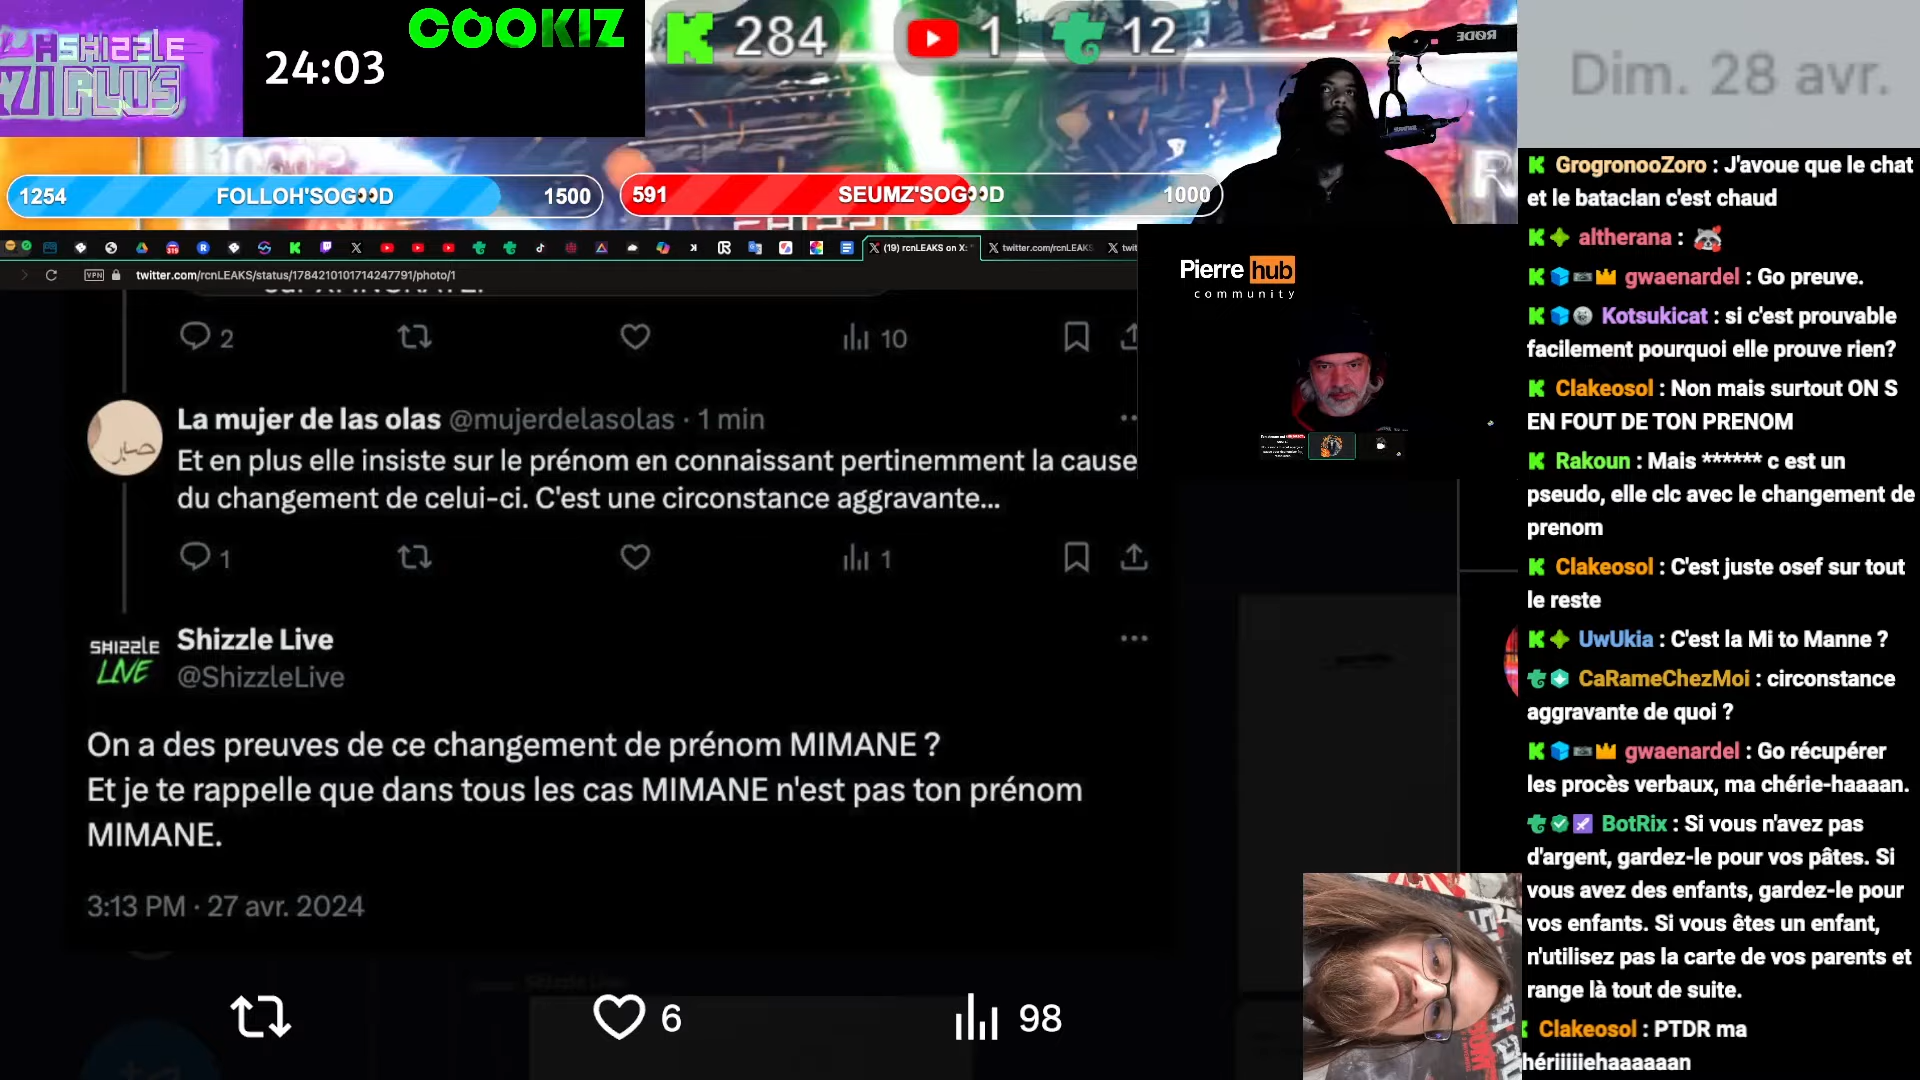 ASHIZZLE
PLUS
24:03
COOKIZ
284
1
12
RØDE
Dim. 28 avr.
1254
FOLLOH'SOG👀D
1500
591
SEUMZ'SOG👀D
1000
(19) rcnLEAKS on X: "
twitter.com/rcnLEAKS
twit
VPN
twitter.com/rcnLEAKS/status/1784210101714247791/photo/1
2
10
La mujer de las olas @mujerdelasolas · 1 min
Et en plus elle insiste sur le prénom en connaissant pertinemment la cause
du changement de celui-ci. C'est une circonstance aggravante...
1
1
SHIZZLE
LIVE
Shizzle Live
@ShizzleLive
On a des preuves de ce changement de prénom MIMANE ?
Et je te rappelle que dans tous les cas MIMANE n'est pas ton prénom
MIMANE.
3:13 PM · 27 avr. 2024
6
98
Pierre hub
community
GrogronooZoro : J'avoue que le chat
et le bataclan c'est chaud
altherana :
gwaenardel : Go preuve.
Kotsukicat : si c'est prouvable
facilement pourquoi elle prouve rien?
Clakeosol : Non mais surtout ON S
EN FOUT DE TON PRENOM
Rakoun : Mais ****** c est un
pseudo, elle clc avec le changement de
prenom
Clakeosol : C'est juste osef sur tout
le reste
UwUkia : C'est la Mi to Manne ?
CaRameChezMoi : circonstance
aggravante de quoi ?
gwaenardel : Go récupérer
les procès verbaux, ma chérie-haaaan.
BotRix : Si vous n'avez pas
d'argent, gardez-le pour vos pâtes. Si
vous avez des enfants, gardez-le pour
vos enfants. Si vous êtes un enfant,
n'utilisez pas la carte de vos parents et
range là tout de suite.
Clakeosol : PTDR ma
hériiiiiehaaaaaan